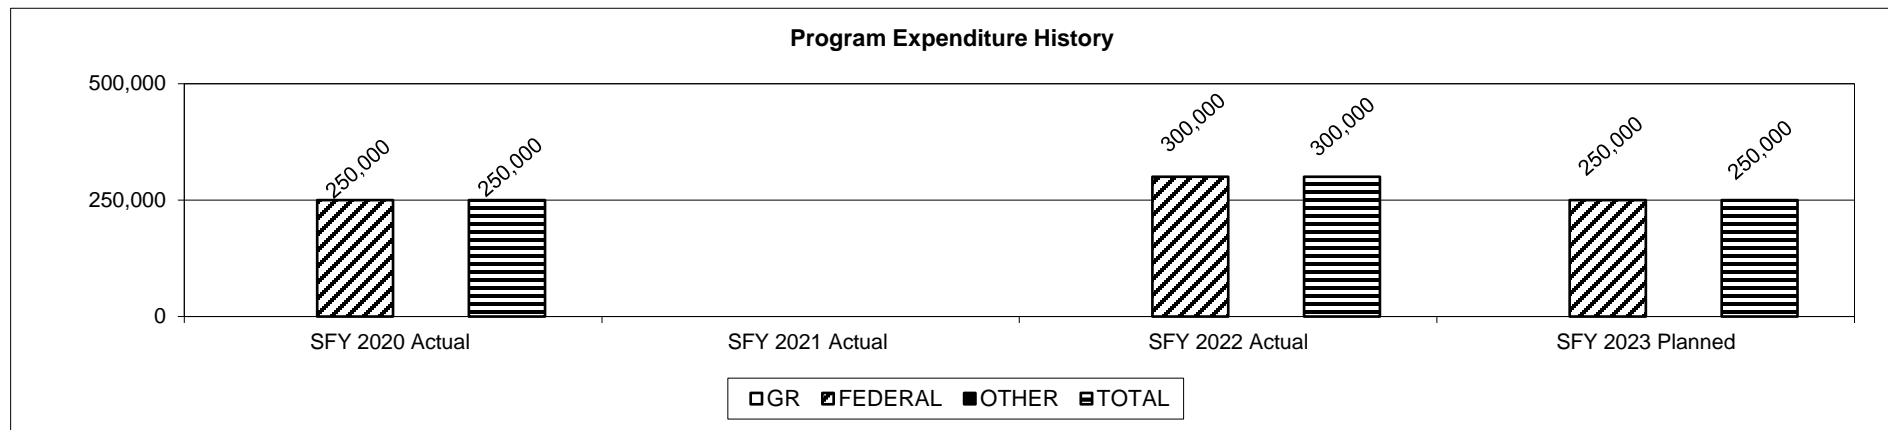 Program Expenditure History
500,000
250,000
0
250,000
250,000
300,000
300,000
250,000
250,000
SFY 2020 Actual
SFY 2021 Actual
SFY 2022 Actual
SFY 2023 Planned
GR FEDERAL OTHER TOTAL